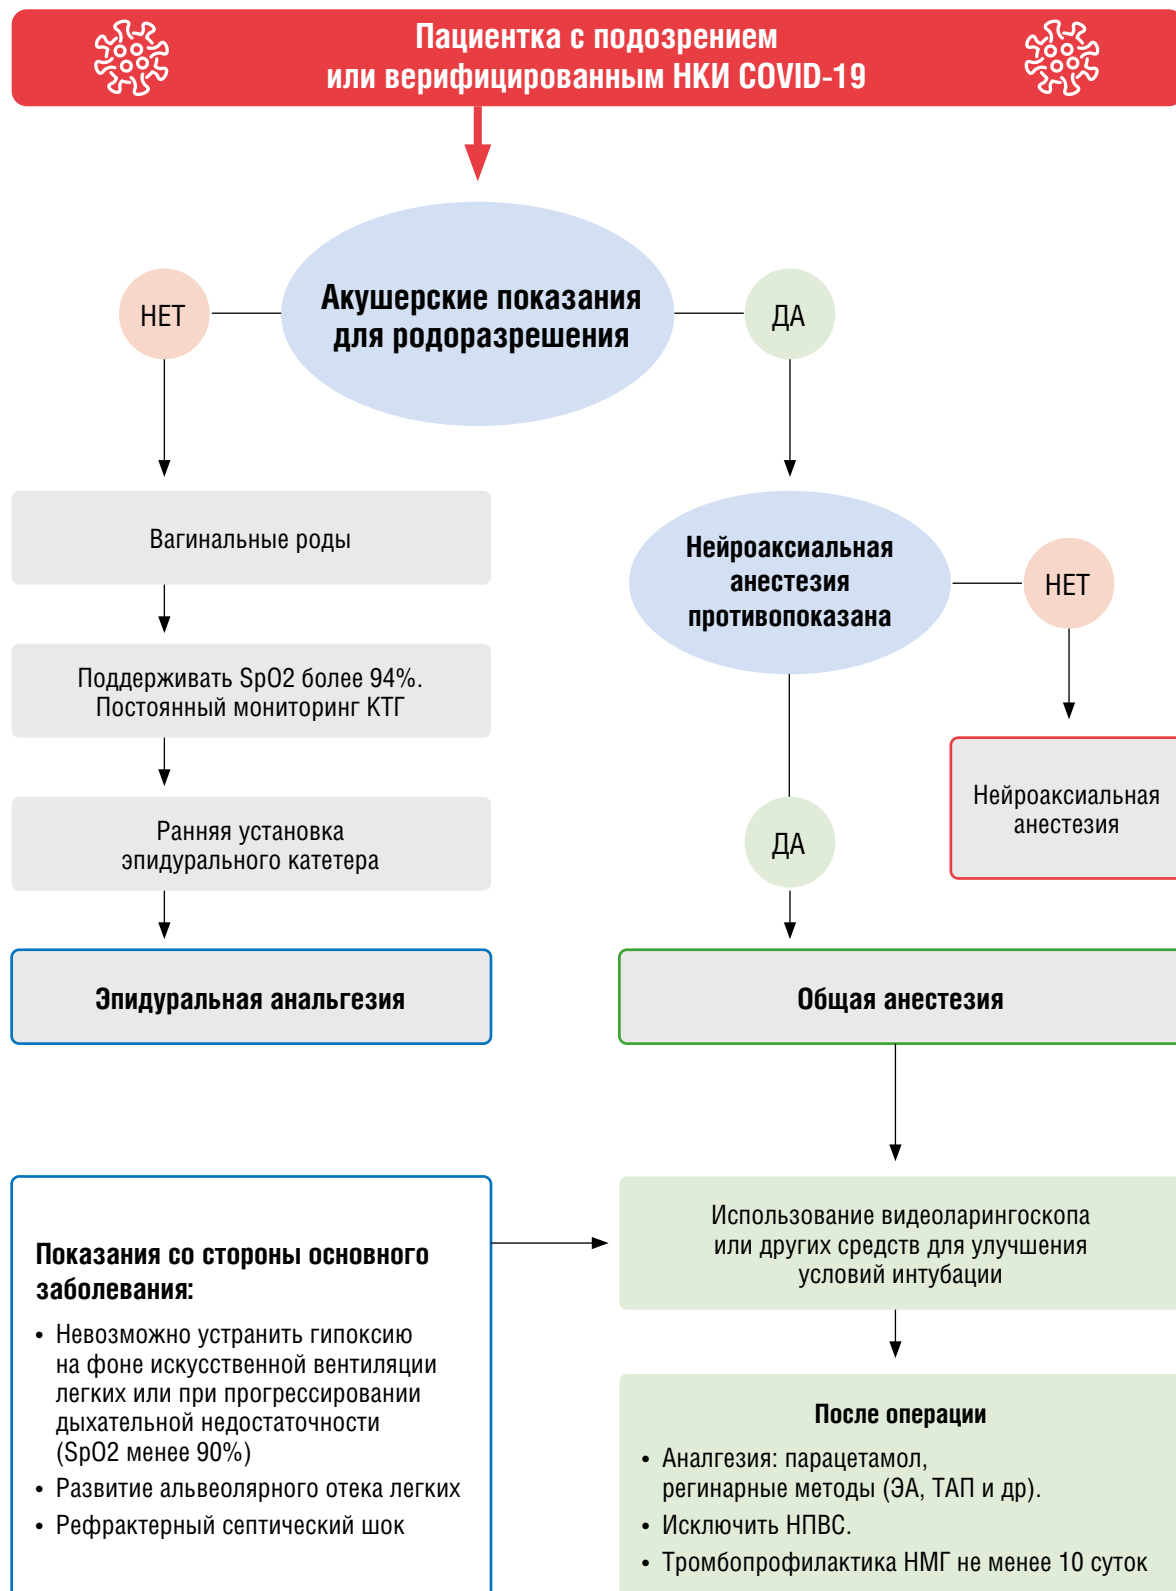 Пациентка с подозрением
или верифицированным НКИ COVID-19
Акушерские показания
для родоразрешения
НЕТ
ДА
Вагинальные роды
Нейроаксиальная
анестезия
противопоказана
НЕТ
Поддерживать SpO2 более 94%.
Постоянный мониторинг КТГ
Нейроаксиальная
анестезия
Ранняя установка
эпидурального катетера
ДА
Эпидуральная анальгезия
Общая анестезия
Показания со стороны основного
заболевания:
• Невозможно устранить гипоксию
на фоне искусственной вентиляции
легких или при прогрессировании
дыхательной недостаточности
(SpO2 менее 90%)
• Развитие альвеолярного отека легких
• Рефрактерный септический шок
Использование видеоларингоскопа
или других средств для улучшения
условий интубации
После операции
• Аналгезия: парацетамол,
регинарные методы (ЭА, ТАП и др).
• Исключить НПВС.
• Тромбопрофилактика НМГ не менее 10 суток